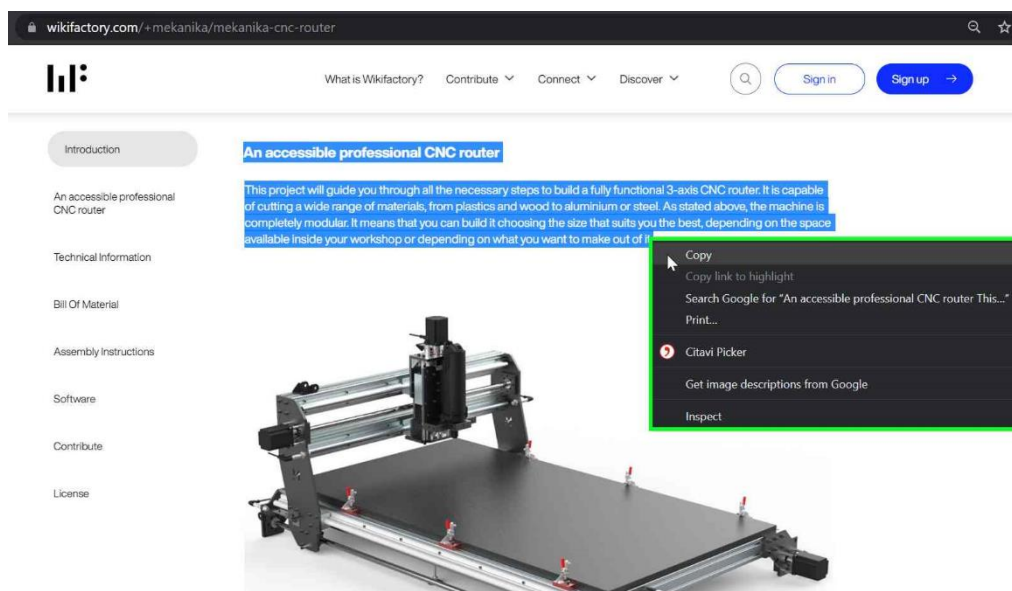 wikifactory.com/+mekanika/mekanika-cnc-router
What is Wikifactory?
Contribute
Connect
Discover
Sign in
Sign up →
Introduction
An accessible professional
CNC router
Technical Information
Bill Of Material
Assembly Instructions
Software
Contribute
License
An accessible professional CNC router
This project will guide you through all the necessary steps to build a fully functional 3-axis CNC router. It is capable
of cutting a wide range of materials, from plastics and wood to aluminium or steel. As stated above, the machine is
completely modular. It means that you can build it choosing the size that suits you the best, depending on the space
available inside your workshop or depending on what you want to make out of it.
Copy
Copy link to highlight
Search Google for “An accessible professional CNC router This...”
Print...
Citavi Picker
Get image descriptions from Google
Inspect